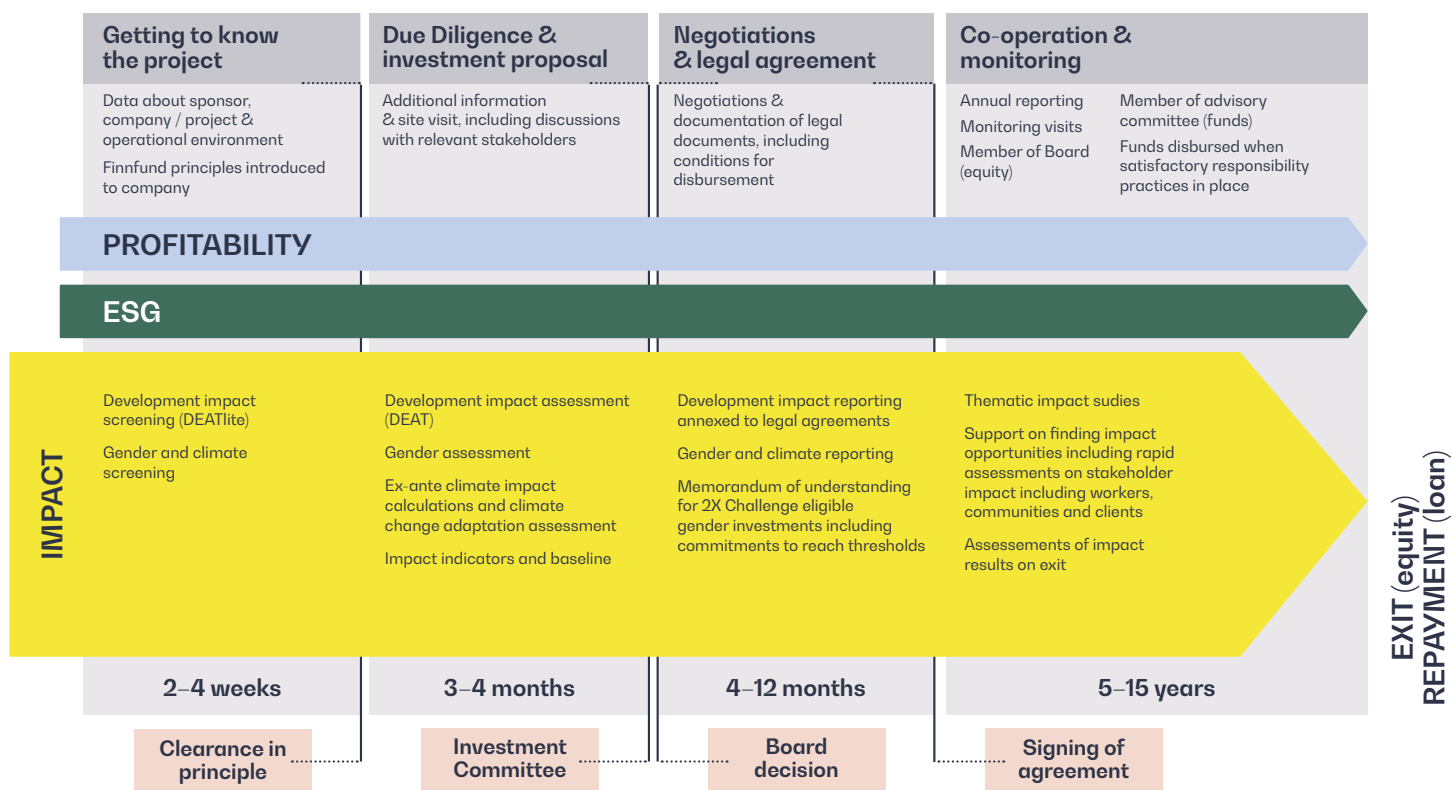 Getting to know
the project
Data about sponsor,
company / project &
operational environment
Finnfund principles introduced
to company
Due Diligence &
investment proposal
Additional information
& site visit, including discussions
with relevant stakeholders
Negotiations
& legal agreement
Negotiations &
documentation of legal
documents, including
conditions for
disbursement
Co-operation &
monitoring
Annual reporting
Monitoring visits
Member of Board
(equity)
Member of advisory
committee (funds)
Funds disbursed when
satisfactory responsibility
practices in place
PROFITABILITY
ESG
IMPACT
Development impact
screening (DEATlite)
Gender and climate
screening
Development impact assessment
(DEAT)
Gender assessment
Ex-ante climate impact
calculations and climate
change adaptation assessment
Impact indicators and baseline
Development impact reporting
annexed to legal agreements
Gender and climate reporting
Memorandum of understanding
for 2X Challenge eligible
gender investments including
commitments to reach thresholds
Thematic impact sudies
Support on finding impact
opportunities including rapid
assessments on stakeholder
impact including workers,
communities and clients
Assessements of impact
results on exit
EXIT (equity)
REPAYMENT (loan)
2–4 weeks
3–4 months
4–12 months
5–15 years
Clearance in
principle
Investment
Committee
Board
decision
Signing of
agreement